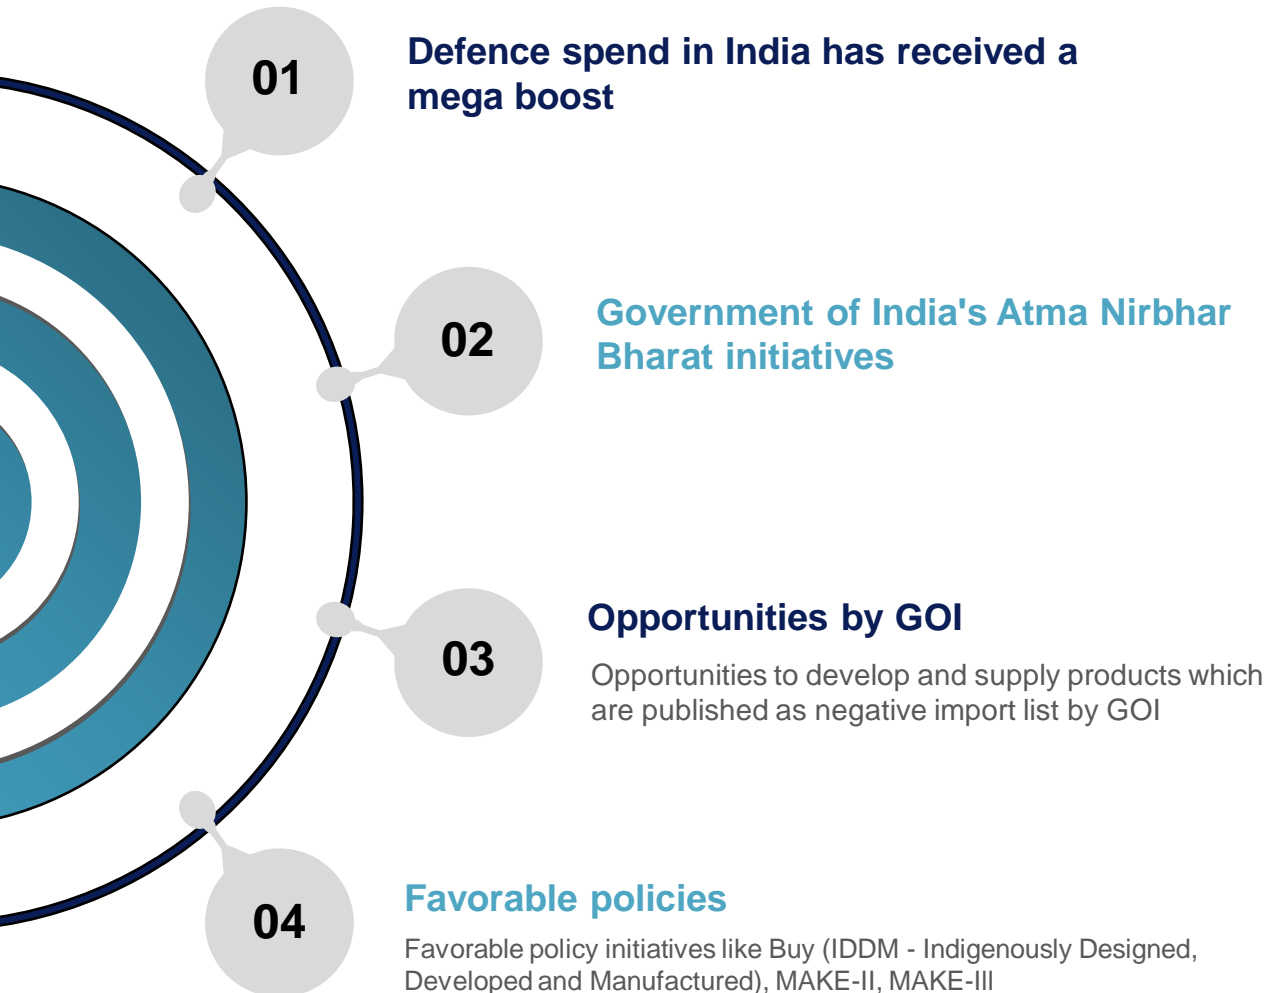 01
Defence spend in India has received a
mega boost
02
Government of India's Atma Nirbhar
Bharat initiatives
03
Opportunities by GOI
Opportunities to develop and supply products which
are published as negative import list by GOI
04
Favorable policies
Favorable policy initiatives like Buy (IDDM - Indigenously Designed,
Developed and Manufactured), MAKE-II, MAKE-III